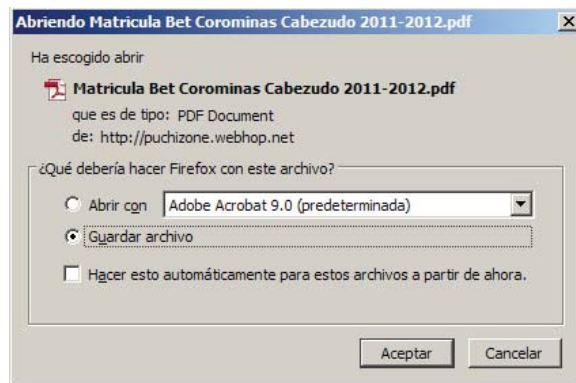 Abriendo Matricula Bet Corominas Cabezudo 2011-2012.pdf
Ha escogido abrir
Matricula Bet Corominas Cabezudo 2011-2012.pdf
que es de tipo: PDF Document
de: http://puchizone.webhop.net
¿Qué debería hacer Firefox con este archivo?
Abrir con Adobe Acrobat 9.0 (predeterminada)
Guardar archivo
Hacer esto automáticamente para estos archivos a partir de ahora.
Aceptar Cancelar